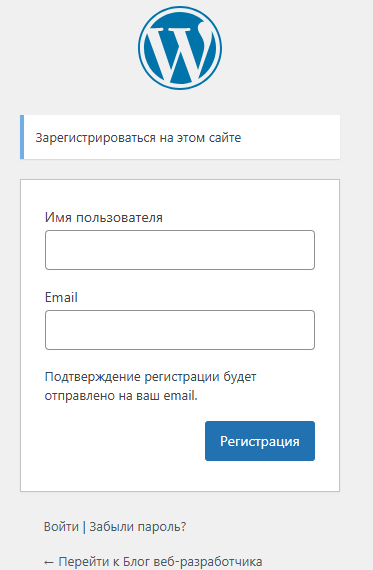 Зарегистрироваться на этом сайте
Имя пользователя
Email
Подтверждение регистрации будет
отправлено на ваш email.
Регистрация
Войти | Забыли пароль?
← Перейти к Блог веб-разработчика